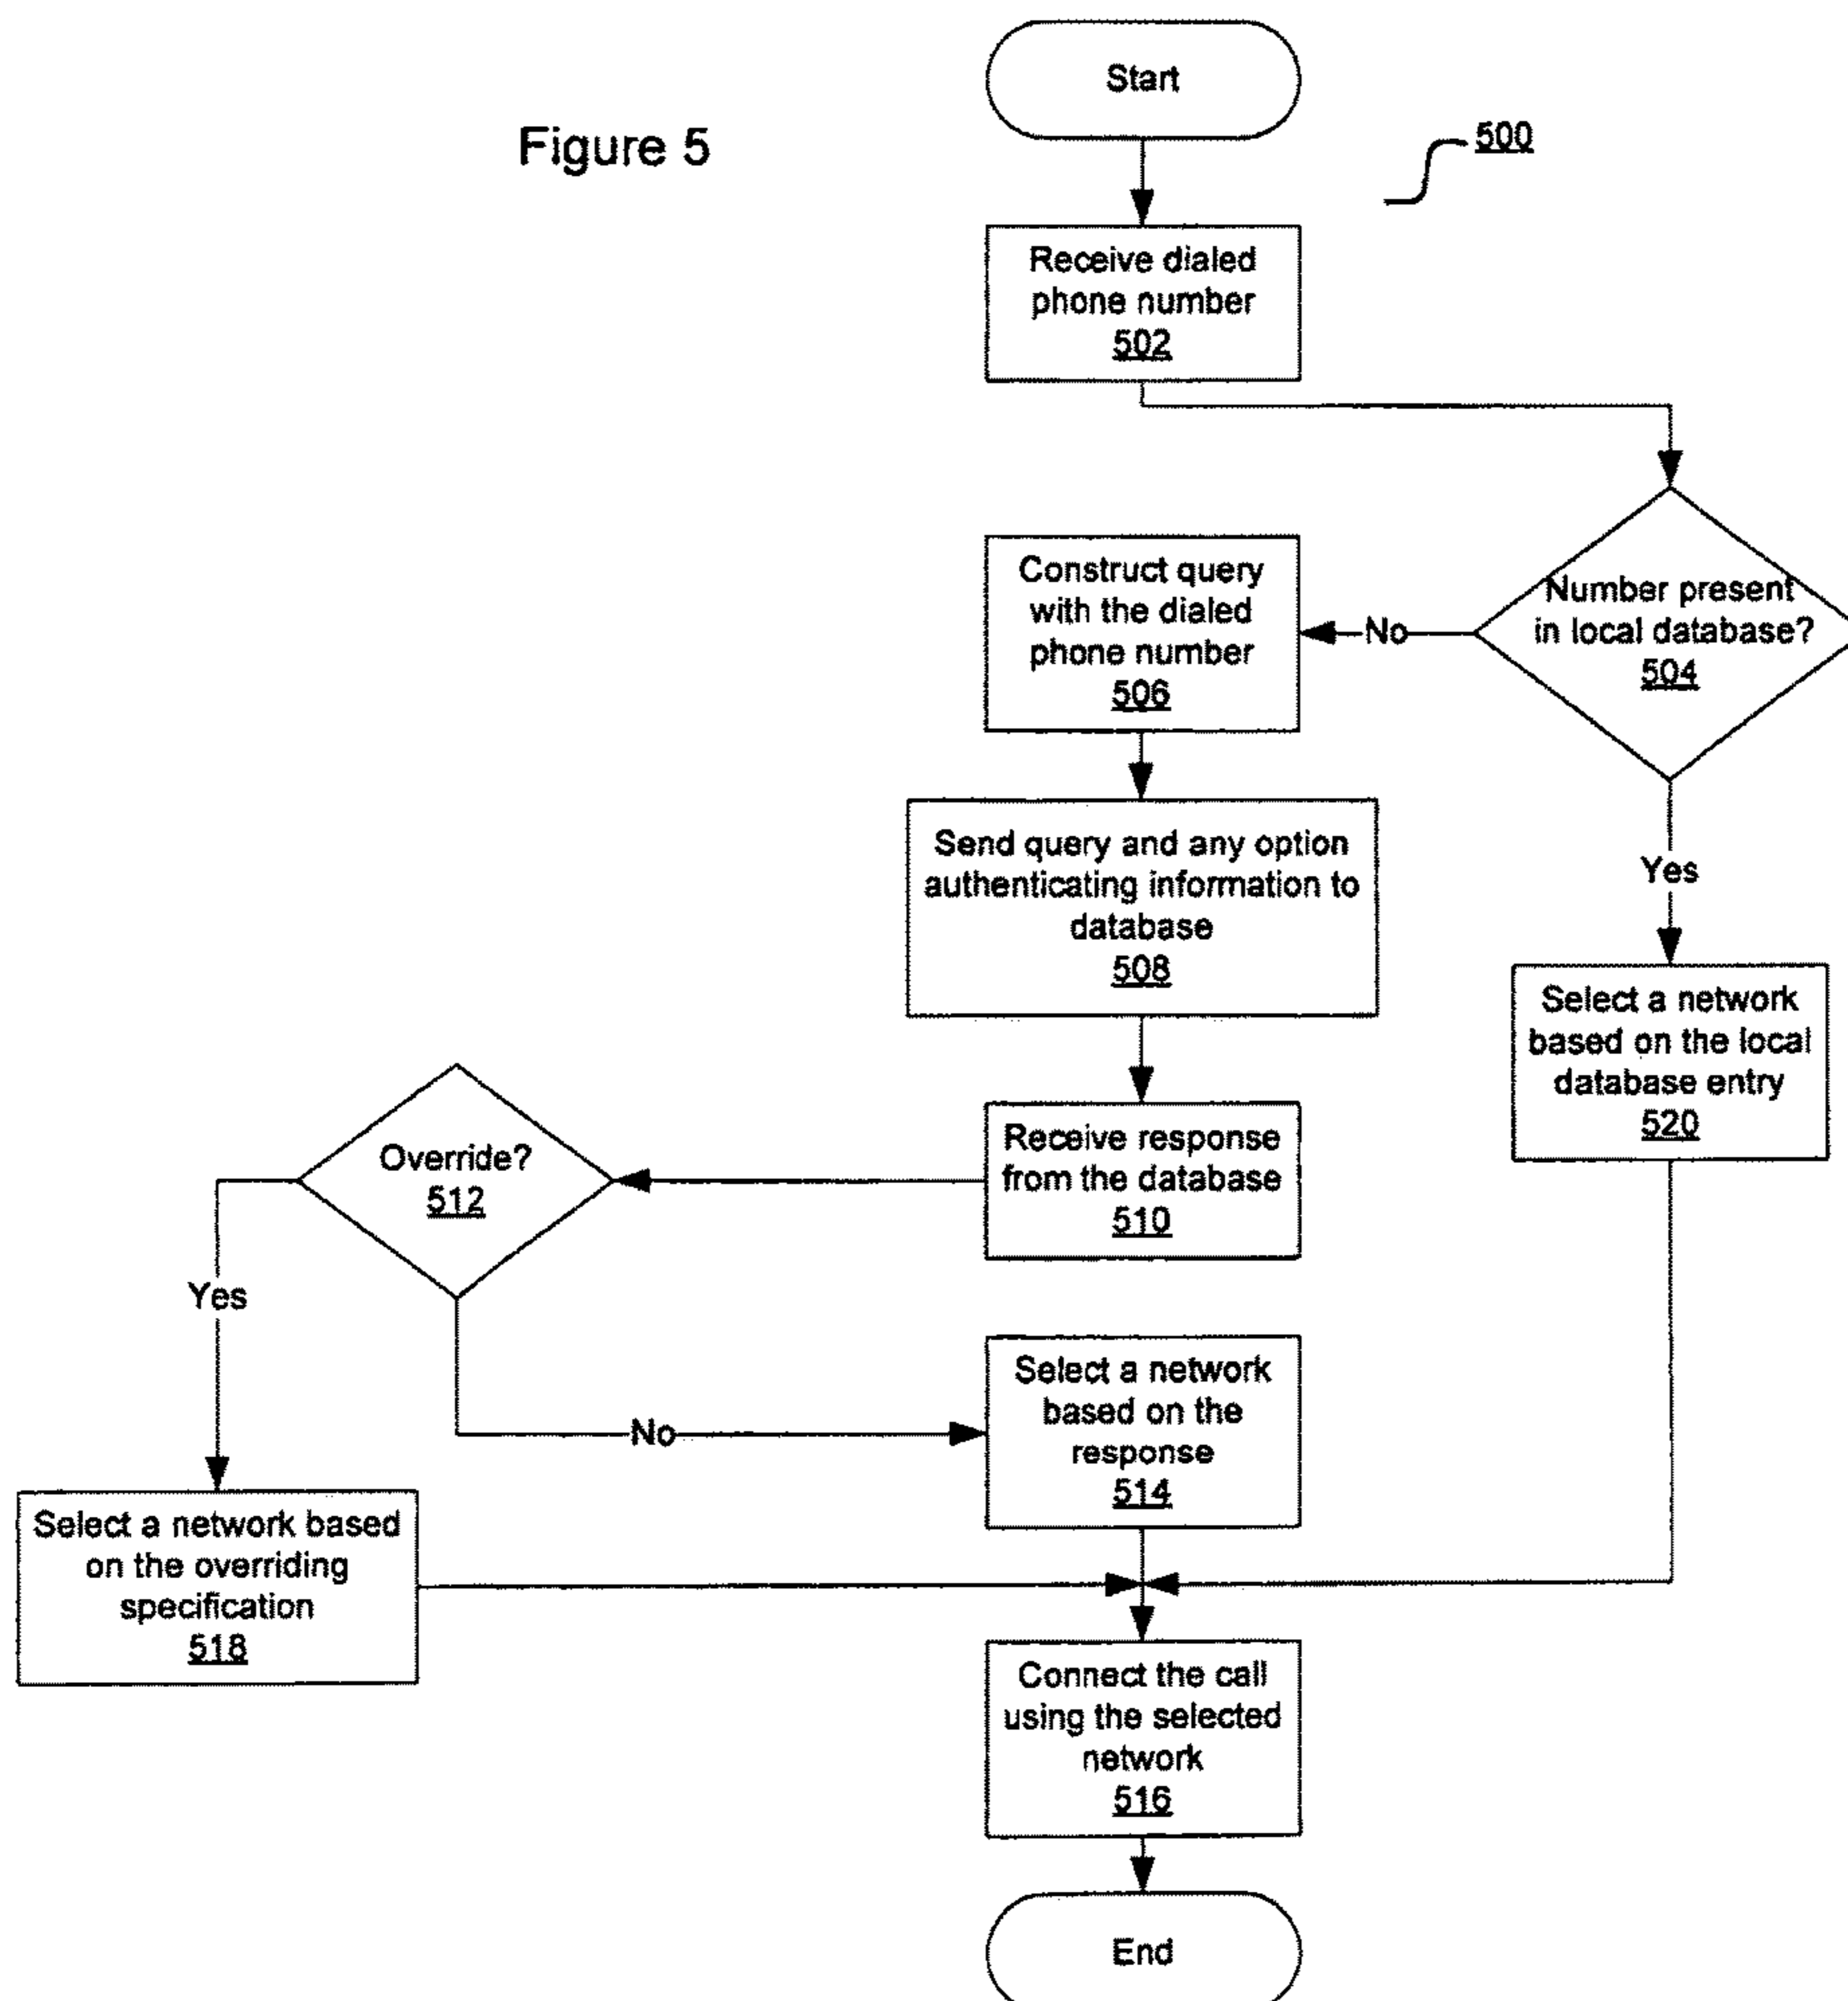 Start
Figure 5
500
Receive dialed
phone number
502
Number present
in local database?
504
No
Construct query
with the dialed
phone number
506
Send query and any option
authenticating information to
database
508
Yes
Select a network
based on the local
database entry
520
Receive response
from the database
510
Override?
512
Yes
No
Select a network
based on the
response
514
Select a network based
on the overriding
specification
518
Connect the call
using the selected
network
516
End